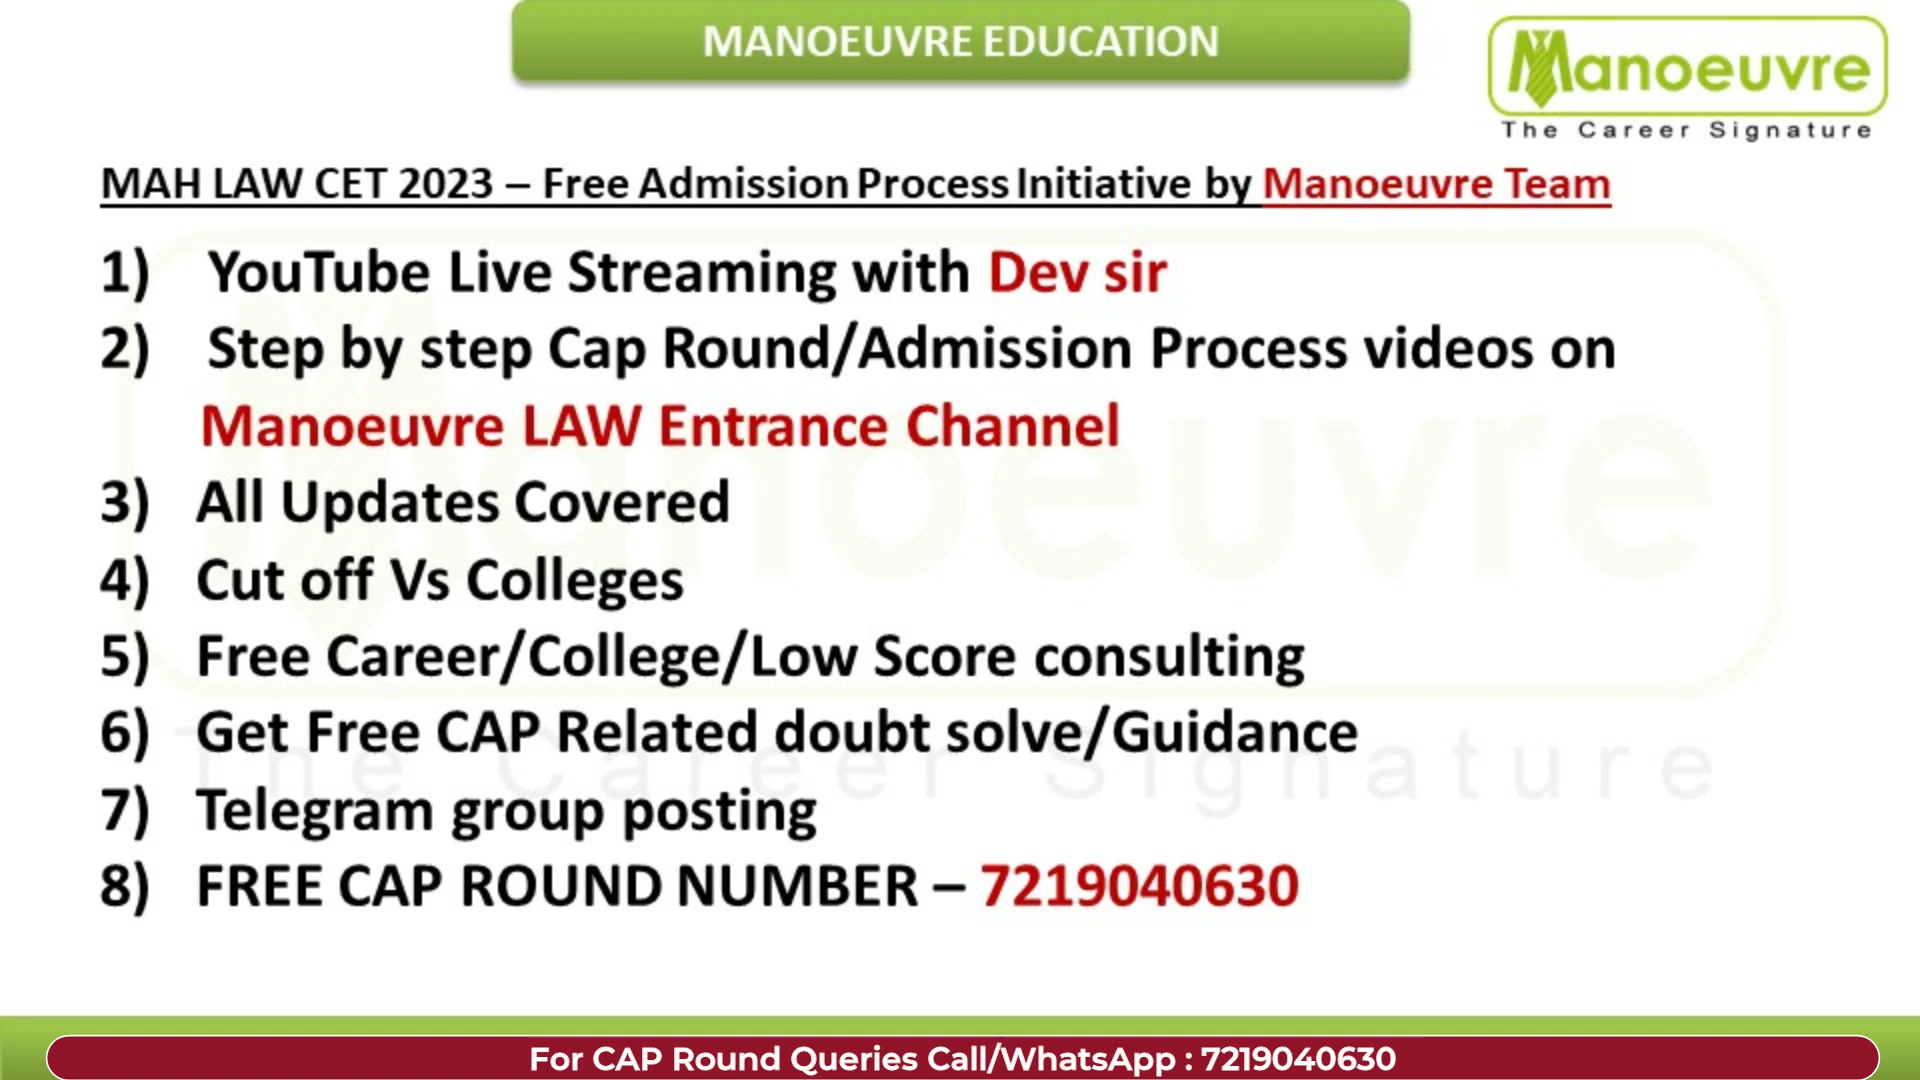 MANOEUVRE EDUCATION
Manoeuvre
The Career Signature
MAH LAW CET 2023 – Free Admission Process Initiative by Manoeuvre Team
1) YouTube Live Streaming with Dev sir
2) Step by step Cap Round/Admission Process videos on
Manoeuvre LAW Entrance Channel
3) All Updates Covered
4) Cut off Vs Colleges
5) Free Career/College/Low Score consulting
6) Get Free CAP Related doubt solve/Guidance
7) Telegram group posting
8) FREE CAP ROUND NUMBER – 7219040630
Manoeuvre
The Career Signature
For CAP Round Queries Call/WhatsApp : 7219040630